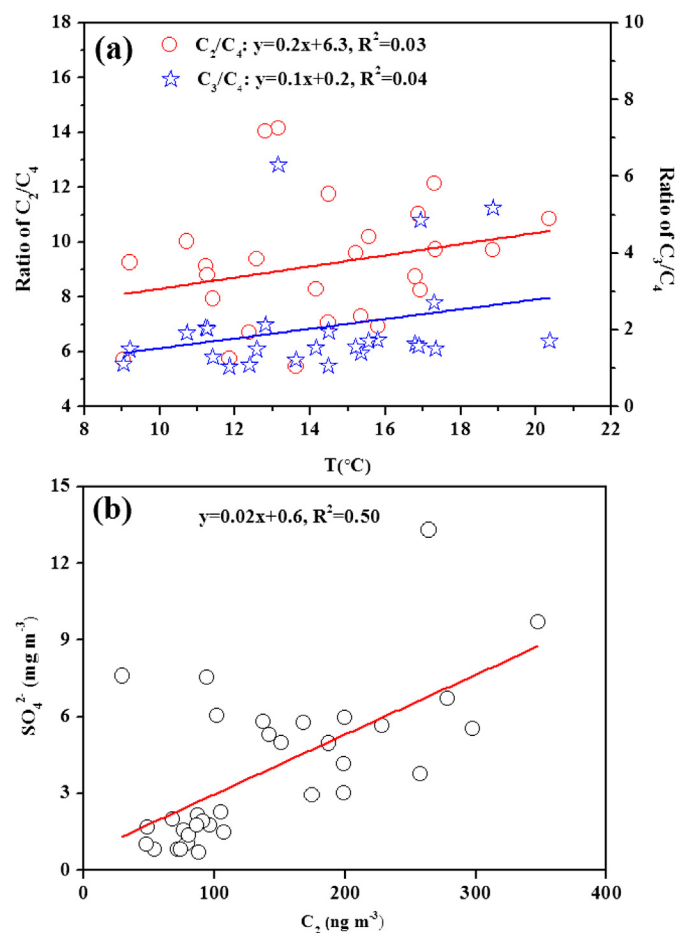 (a)
C₂/C₄: y=0.2x+6.3, R²=0.03
C₃/C₄: y=0.1x+0.2, R²=0.04
18
16
14
12
10
8
6
4
Ratio of C₂/C₄
10
8
6
4
2
0
Ratio of C₃/C₄
8 10 12 14 16 18 20 22
T(°C)
(b)
y=0.02x+0.6, R²=0.50
15
12
9
6
3
0
SO₄²⁻ (mg m⁻³)
0 100 200 300 400
C₂ (ng m⁻³)